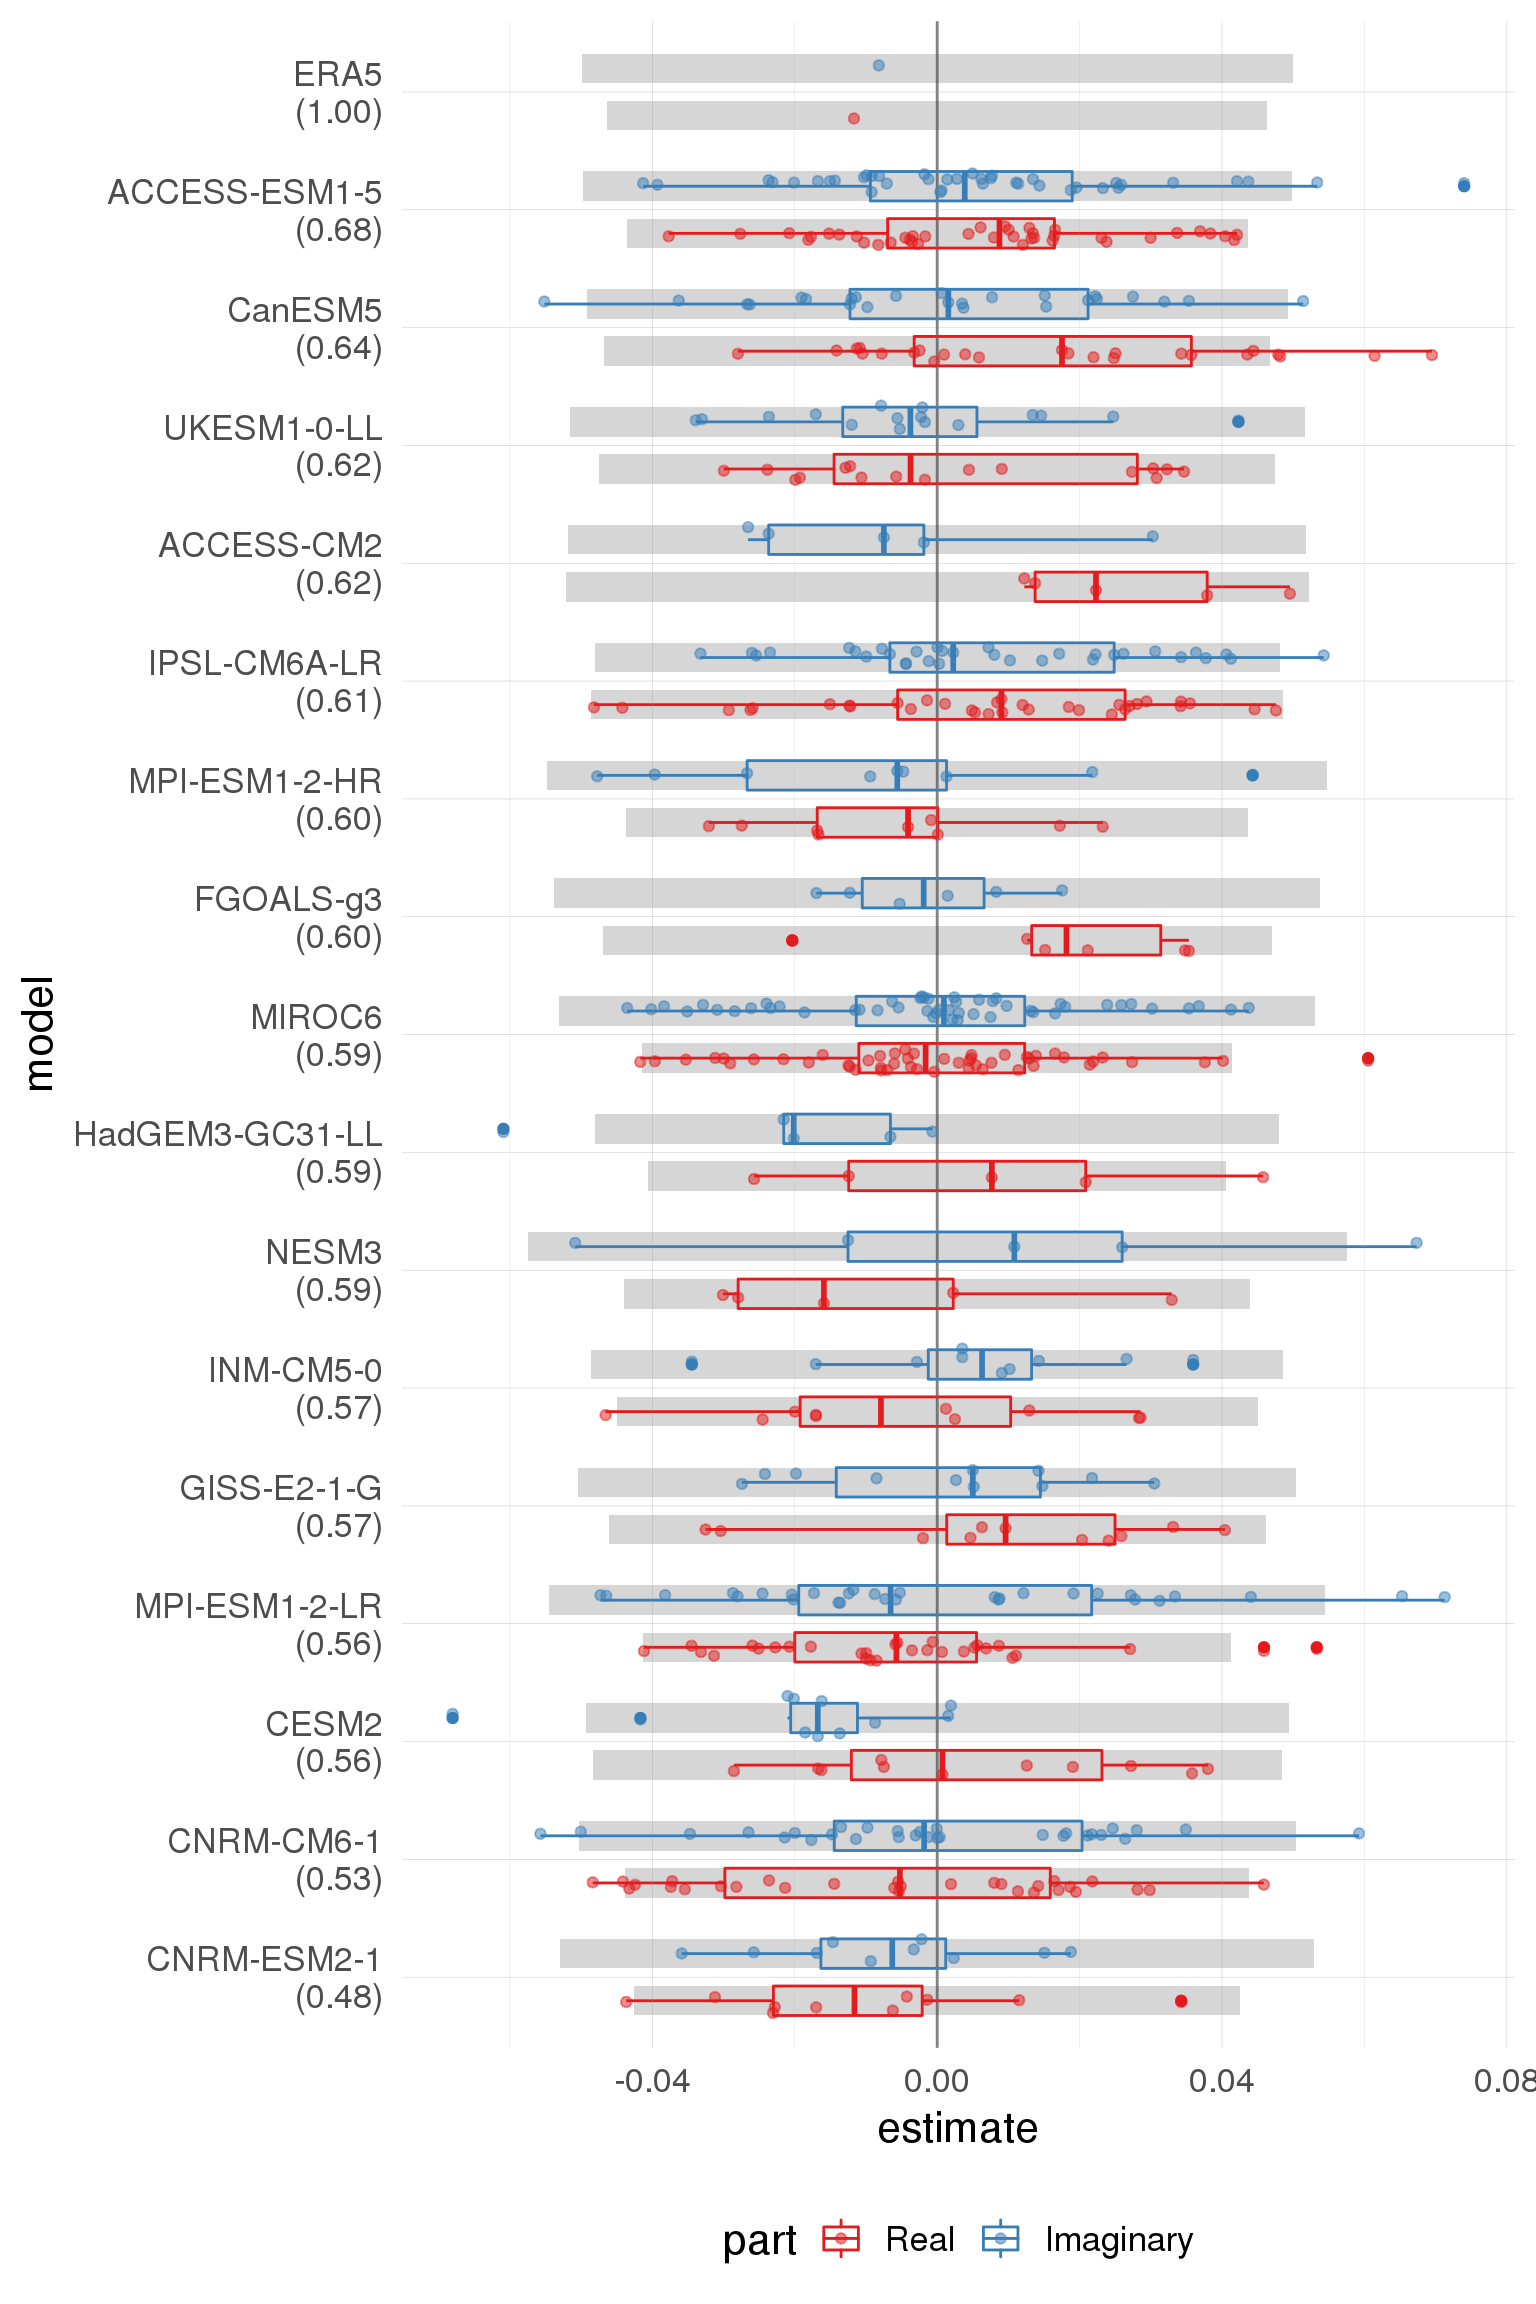 ERA5
(1.00)
ACCESS-ESM1-5
(0.68)
CanESM5
(0.64)
UKESM1-0-LL
(0.62)
ACCESS-CM2
(0.62)
IPSL-CM6A-LR
(0.61)
MPI-ESM1-2-HR
(0.60)
FGOALS-g3
(0.60)
MIROC6
(0.59)
HadGEM3-GC31-LL
(0.59)
NESM3
(0.59)
INM-CM5-0
(0.57)
GISS-E2-1-G
(0.57)
MPI-ESM1-2-LR
(0.56)
CESM2
(0.56)
CNRM-CM6-1
(0.53)
CNRM-ESM2-1
(0.48)
model
-0.04 0.00 0.04 0.08
estimate
part Real Imaginary